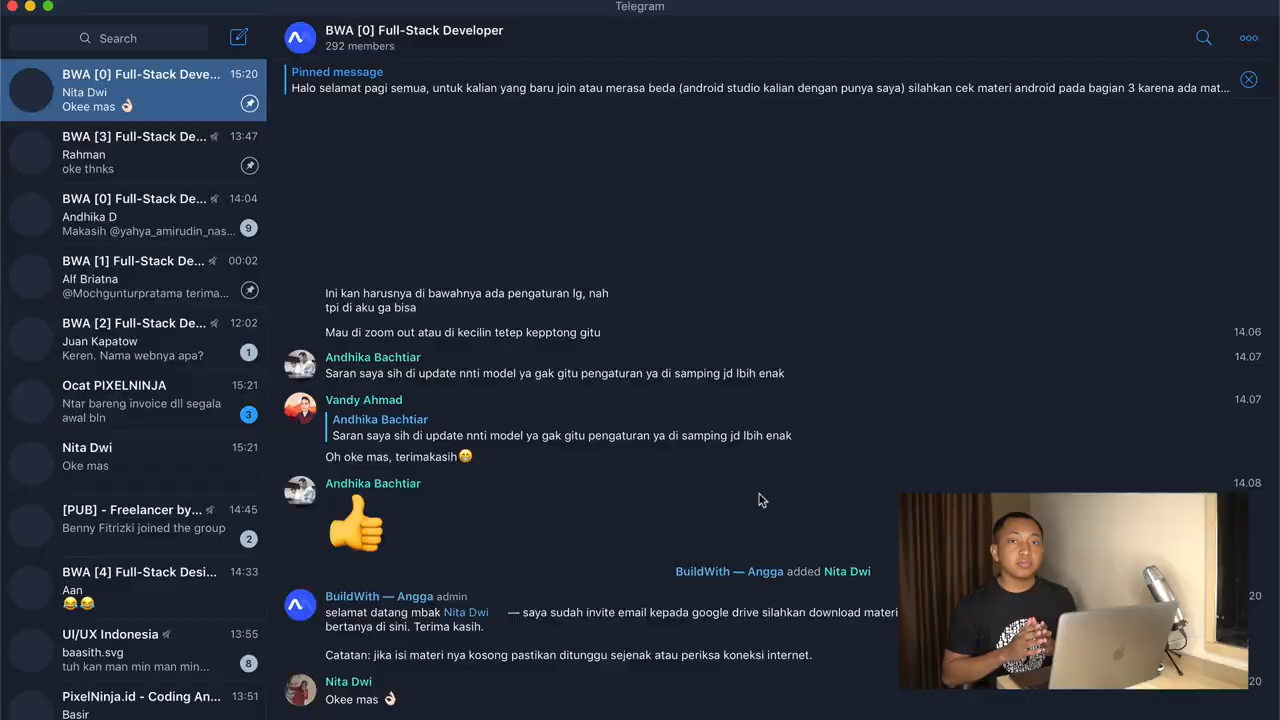 Telegram
Search
BWA [0] Full-Stack Deve... 15:20
Nita Dwi
Okee mas 👌🏻
BWA [3] Full-Stack De... 13:47
Rahman
oke thnks
BWA [0] Full-Stack De... 14:04
Andhika D
Makasih @yahya_amirudin_nas... 9
BWA [1] Full-Stack De... 00:02
Alf Briatna
@Mochgunturpratama terima...
BWA [2] Full-Stack De... 12:02
Juan Kapatow
Keren. Nama webnya apa? 1
Ocat PIXELNINJA 15:21
Ntar bareng invoice dll segala
awal bln 3
Nita Dwi 15:21
Oke mas
[PUB] - Freelancer by... 14:45
Benny Fitrizki joined the group
2
BWA [4] Full-Stack Desi... 14:33
Aan
😂😂
UI/UX Indonesia 13:55
baasith.svg
tuh kan man min man min... 8
PixelNinja.id - Coding An... 13:51
Basir
BWA [0] Full-Stack Developer
292 members
Pinned message
Halo selamat pagi semua, untuk kalian yang baru join atau merasa beda (android studio kalian dengan punya saya) silahkan cek materi android pada bagian 3 karena ada mat...
Ini kan harusnya di bawahnya ada pengaturan lg, nah
tpi di aku ga bisa
Mau di zoom out atau di kecilin tetep kepptong gitu 14.06
Andhika Bachtiar 14.07
Saran saya sih di update nnti model ya gak gitu pengaturan ya di samping jd lbih enak
Vandy Ahmad 14.07
Andhika Bachtiar
Saran saya sih di update nnti model ya gak gitu pengaturan ya di samping jd lbih enak
Oh oke mas, terimakasih😁
Andhika Bachtiar 14.08
👍
BuildWith — Angga added Nita Dwi
BuildWith — Angga admin 20
selamat datang mbak Nita Dwi — saya sudah invite email kepada google drive silahkan download materi
bertanya di sini. Terima kasih.
Catatan: jika isi materi nya kosong pastikan ditunggu sejenak atau periksa koneksi internet.
Nita Dwi 20
Okee mas 👌🏻